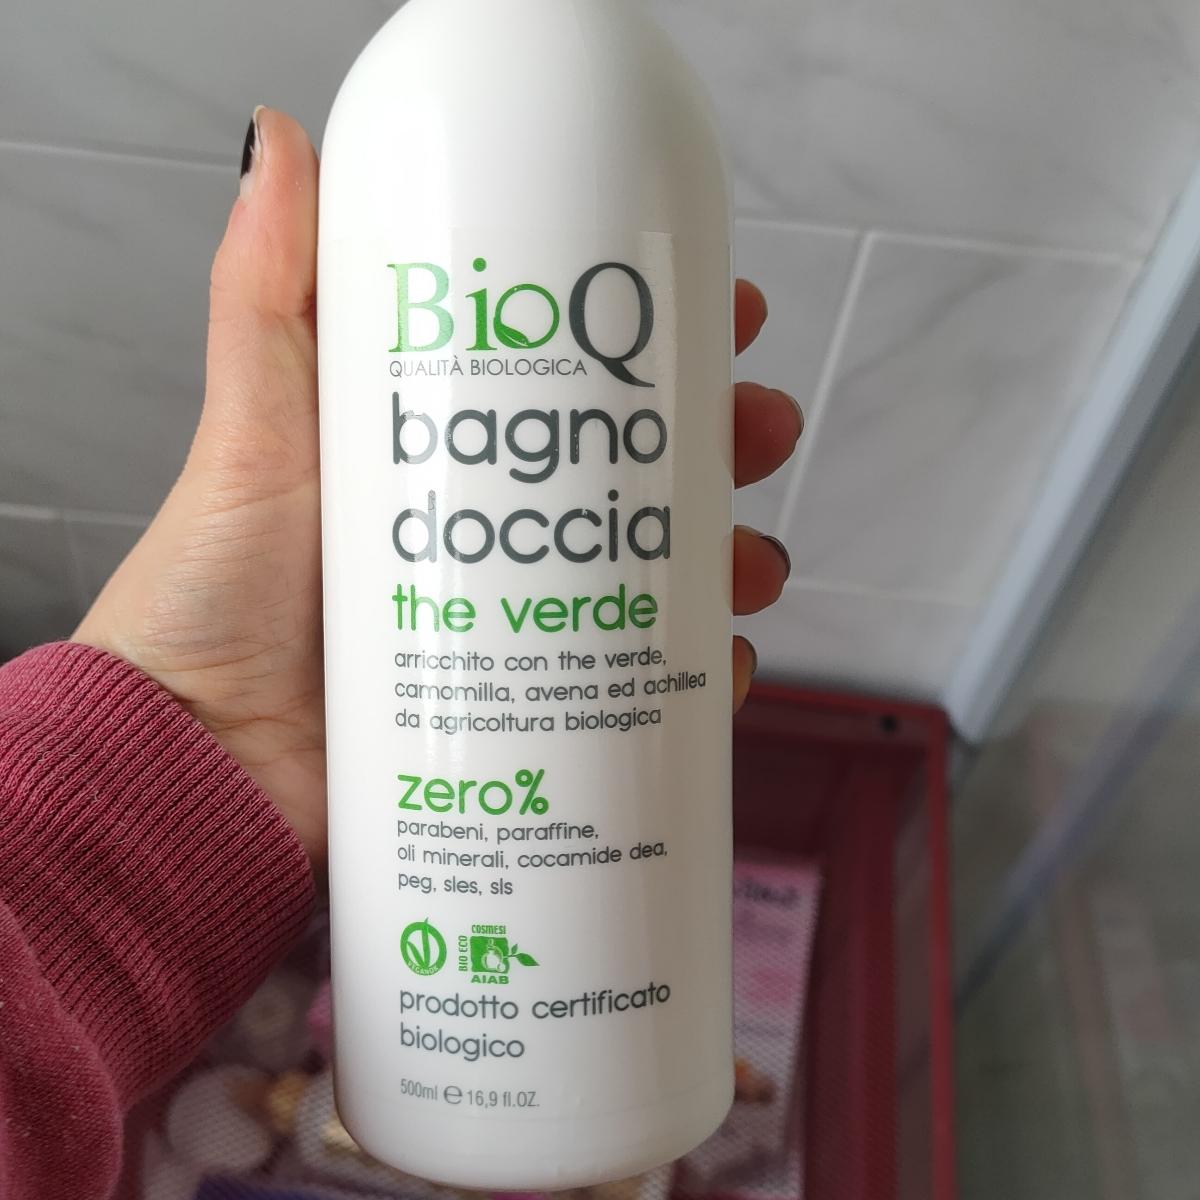 BioQ
QUALITÀ BIOLOGICA
bagno
doccia
the verde
arricchito con the verde,
camomilla, avena ed achillea
da agricoltura biologica
zero%
parabeni, paraffine,
oli minerali, cocamide dea,
peg, sles, sls
VEGANOK
BIO ECO
COSMESI
AIAB
prodotto certificato
biologico
500ml ℮ 16,9 fl.OZ.